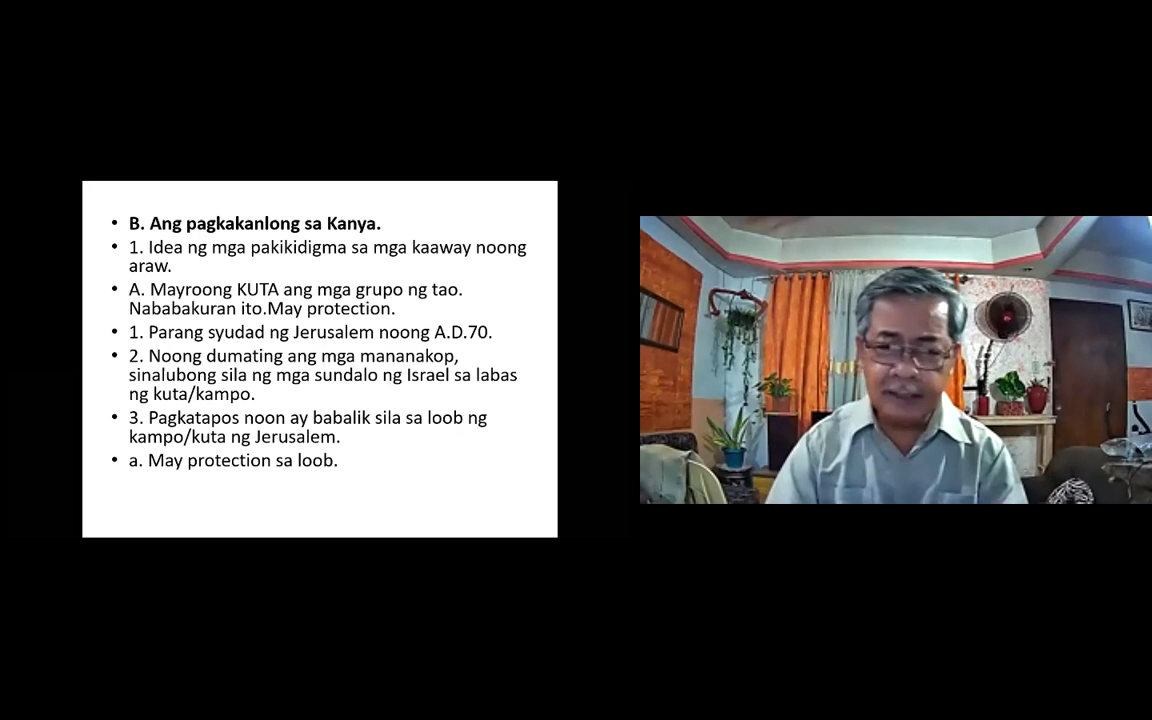 • B. Ang pagkakanlong sa Kanya.
• 1. Idea ng mga pakikidigma sa mga kaaway noong
araw.
• A. Mayroong KUTA ang mga grupo ng tao.
Nababakuran ito.May protection.
• 1. Parang syudad ng Jerusalem noong A.D.70.
• 2. Noong dumating ang mga mananakop,
sinalubong sila ng mga sundalo ng Israel sa labas
ng kuta/kampo.
• 3. Pagkatapos noon ay babalik sila sa loob ng
kampo/kuta ng Jerusalem.
• a. May protection sa loob.